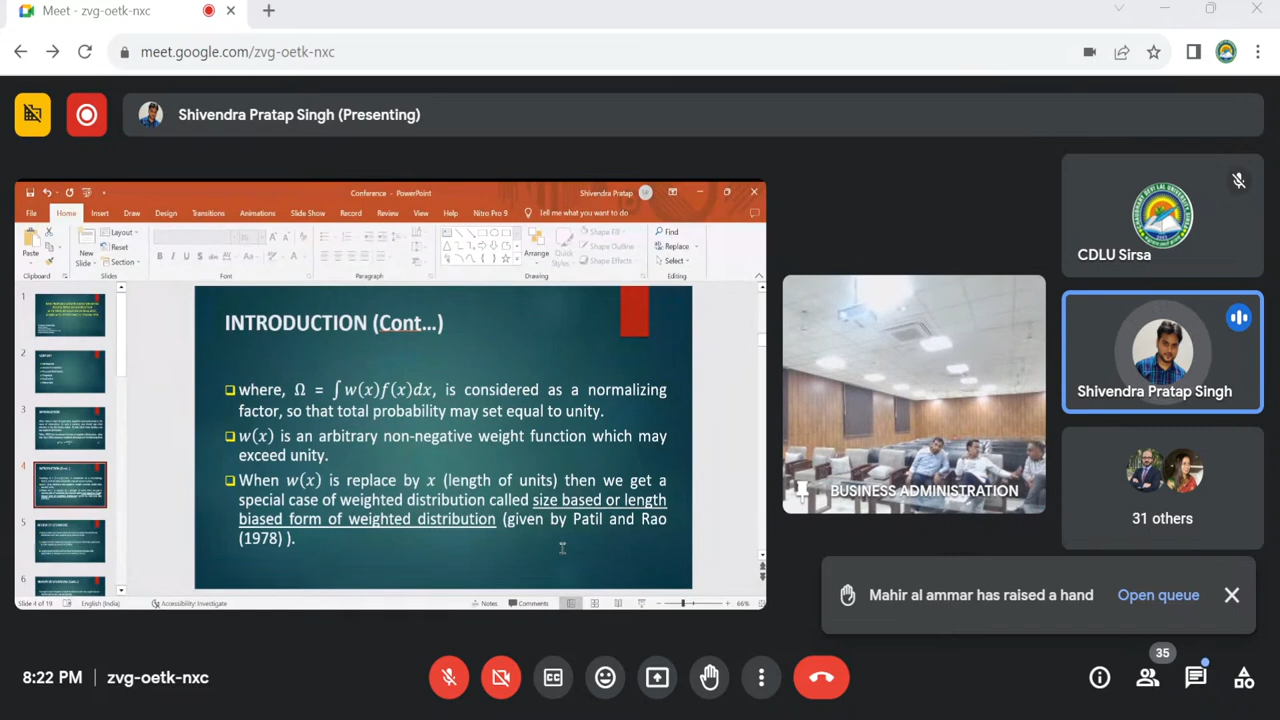 Meet - zvg-oetk-nxc
meet.google.com/zvg-oetk-nxc
Shivendra Pratap Singh (Presenting)
Conference - PowerPoint
Shivendra Pratap
File Home Insert Draw Design Transitions Animations Slide Show Record Review View Help Nitro Pro 9 Tell me what you want to do
Paste
New
Slide
Layout
Reset
Section
Arrange
Quick
Styles
Shape Fill
Shape Outline
Shape Effects
Find
Replace
Select
Clipboard Slides Font Paragraph Drawing Editing
1
2
3
4
5
6
INTRODUCTION (Cont…)
where, Ω = ∫ w(x)f(x)dx, is considered as a normalizing
factor, so that total probability may set equal to unity.
w(x) is an arbitrary non-negative weight function which may
exceed unity.
When w(x) is replace by x (length of units) then we get a
special case of weighted distribution called size based or length
biased form of weighted distribution (given by Patil and Rao
(1978) ).
Slide 4 of 19 English (India) Accessibility: Investigate Notes Comments 66%
BUSINESS ADMINISTRATION
CDLU Sirsa
Shivendra Pratap Singh
31 others
Mahir al ammar has raised a hand Open queue
8:22 PM zvg-oetk-nxc
35